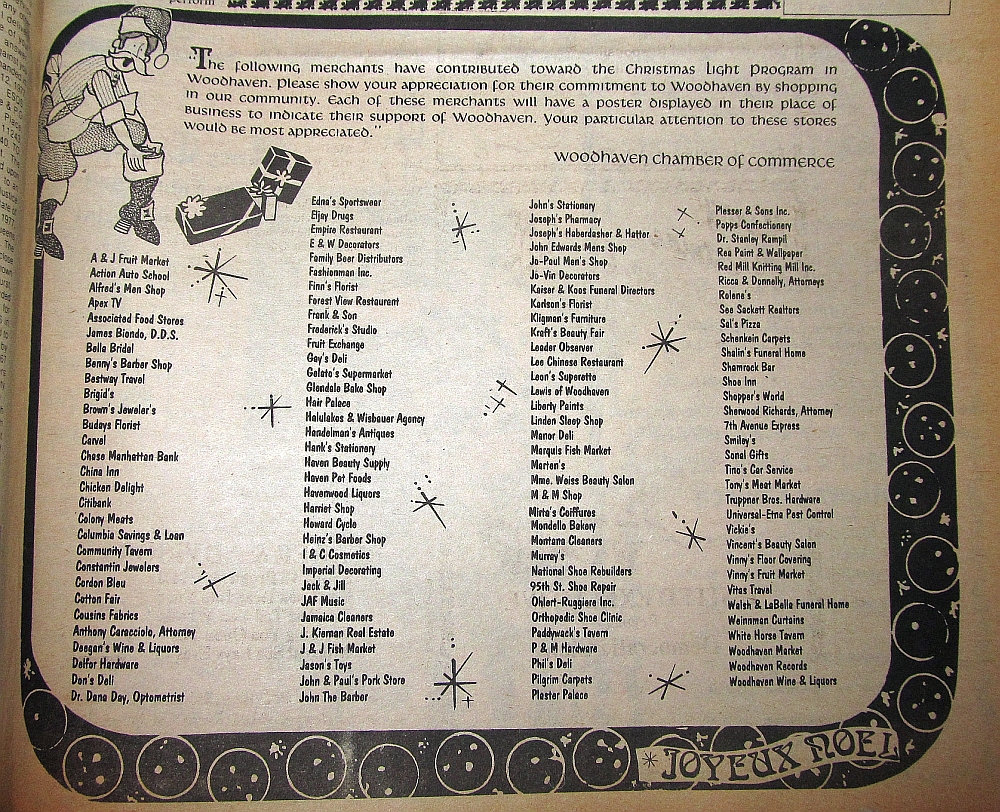 perform
"The following merchants have contributed toward the Christmas Light Program in
Woodhaven. Please show your appreciation for their commitment to Woodhaven by shopping
in our community. Each of these merchants will have a poster displayed in their place of
business to indicate their support of Woodhaven. Your particular attention to these stores
would be most appreciated."
Woodhaven Chamber of Commerce
A & J Fruit Market
Action Auto School
Alfred's Men Shop
Apex TV
Associated Food Stores
James Biondo, D.D.S.
Bella Bridal
Benny's Barber Shop
Bestway Travel
Brigid's
Brown's Jeweler's
Budays Florist
Carvel
Chase Manhattan Bank
China Inn
Chicken Delight
Citibank
Colony Meats
Columbia Savings & Loan
Community Tavern
Constantin Jewelers
Cordon Bleu
Cotton Fair
Cousins Fabrics
Anthony Caracciolo, Attorney
Deegan's Wine & Liquors
Delfor Hardware
Don's Deli
Dr. Dana Day, Optometrist
Edna's Sportswear
Eljay Drugs
Empire Restaurant
E & W Decorators
Family Beer Distributors
Fashionman Inc.
Finn's Florist
Forest View Restaurant
Frank & Son
Frederick's Studio
Fruit Exchange
Gay's Deli
Gelato's Supermarket
Glendale Bake Shop
Hair Palace
Halulakes & Wisbauer Agency
Handelman's Antiques
Hank's Stationery
Haven Beauty Supply
Haven Pet Foods
Havenwood Liquors
Harriet Shop
Howard Cycle
Heinz's Barber Shop
I & C Cosmetics
Imperial Decorating
Jack & Jill
JAF Music
Jamaica Cleaners
J. Kiernan Real Estate
J & J Fish Market
Jason's Toys
John & Paul's Pork Store
John The Barber
John's Stationery
Joseph's Pharmacy
Joseph's Haberdasher & Hatter
John Edwards Mens Shop
Jo-Paul Men's Shop
Jo-Vin Decorators
Kaiser & Koos Funeral Directors
Karlson's Florist
Kligman's Furniture
Kraft's Beauty Fair
Leader Observer
Lee Chinese Restaurant
Leon's Superette
Lewis of Woodhaven
Liberty Paints
Linden Sleep Shop
Manor Deli
Marquis Fish Market
Marten's
Mme. Weiss Beauty Salon
M & M Shop
Mirta's Coiffures
Mondello Bakery
Montana Cleaners
Murray's
National Shoe Rebuilders
95th St. Shoe Repair
Ohlert-Ruggiere Inc.
Orthopedic Shoe Clinic
Paddywack's Tavern
P & M Hardware
Phil's Deli
Pilgrim Carpets
Plaster Palace
Plesser & Sons Inc.
Popps Confectionery
Dr. Stanley Rampil
Rea Paint & Wallpaper
Red Mill Knitting Mill Inc.
Ricca & Donnelly, Attorneys
Rolene's
See Sackett Realtors
Sal's Pizza
Schenkein Carpets
Shalin's Funeral Home
Shamrock Bar
Shoe Inn
Shopper's World
Sherwood Richards, Attorney
7th Avenue Express
Smiley's
Sonal Gifts
Tino's Car Service
Tony's Meat Market
Truppner Bros. Hardware
Universal-Etna Pest Control
Vickie's
Vincent's Beauty Salon
Vinny's Floor Covering
Vinny's Fruit Market
Vitas Travel
Walsh & LaBella Funeral Home
Weinman Curtains
White Horse Tavern
Woodhaven Market
Woodhaven Records
Woodhaven Wine & Liquors
JOYEUX NOEL